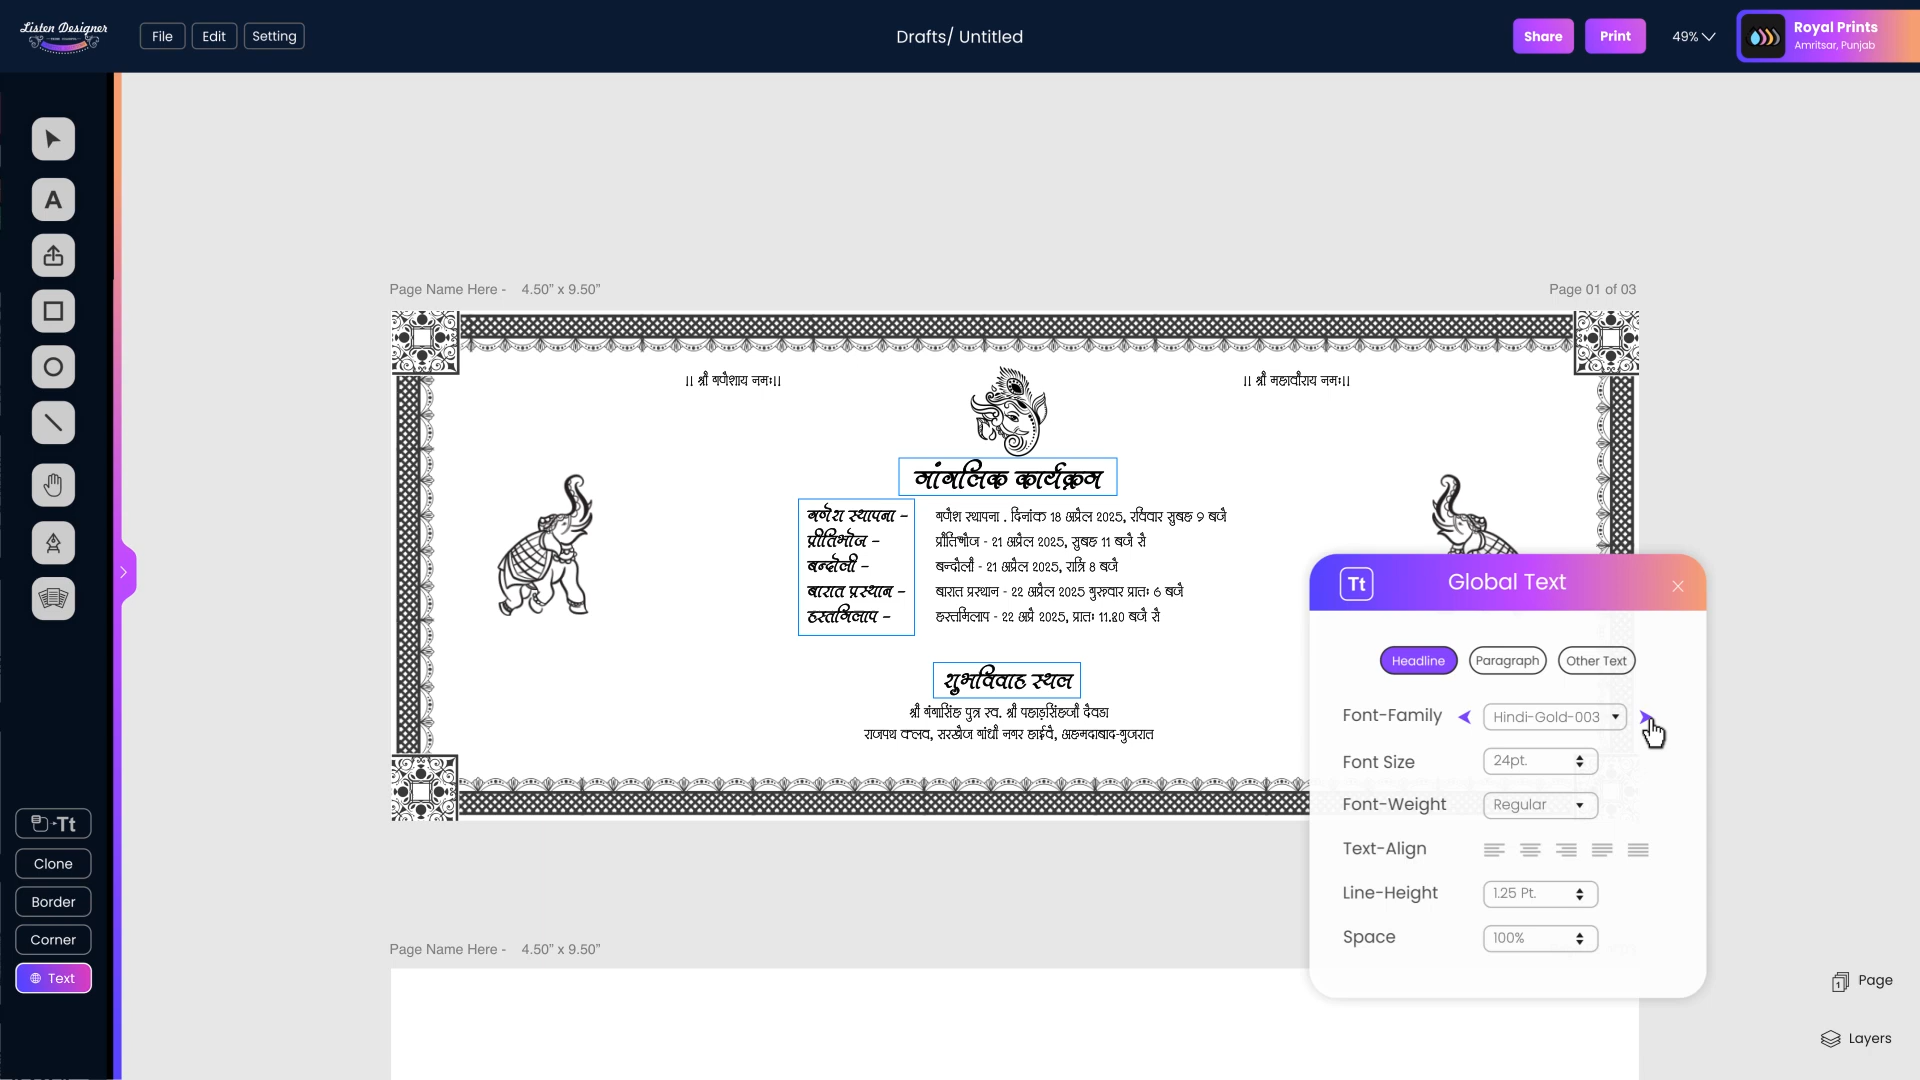 Listen Designer
File
Edit
Setting
Drafts/ Untitled
Share
Print
49%
Royal Prints
Amritsar, Punjab
A
Page Name Here - 4.50” x 9.50”
Page 01 of 03
।। श्री गणेशाय नमः।।
।। श्री महावीराय नमः।।
मांगलिक कार्यक्रम
गणेश स्थापना –
गणेश स्थापना . दिनांक 18 अप्रैल 2025, रविवार सुबह 9 बजे
प्रीतिभोज –
प्रीतिभोज - 21 अप्रैल 2025, सुबह 11 बजे से
बन्दोली –
बन्दोली - 21 अप्रैल 2025, रात्रि 8 बजे
बारात प्रस्थान –
बारात प्रस्थान - 22 अप्रैल 2025 गुरुवार प्रातः 6 बजे
हस्तमिलाप –
हस्तमिलाप - 22 अप्रे 2025, प्रातः 11.80 बजे से
शुभविवाह स्थल
श्री गंगासिंह पुत्र स्व. श्री पहाड़सिंहजी देवडा
राजपथ क्लव, सरखेज गांधी नगर हाईवे, अहमदाबाद-गुजरात
Tt
Global Text
Headline
Paragraph
Other Text
Font-Family
Hindi-Gold-003
Font Size
24pt.
Font-Weight
Regular
Text-Align
Line-Height
1.25 Pt.
Space
100%
Tt
Clone
Border
Corner
Text
Page Name Here - 4.50” x 9.50”
1
Page
Layers